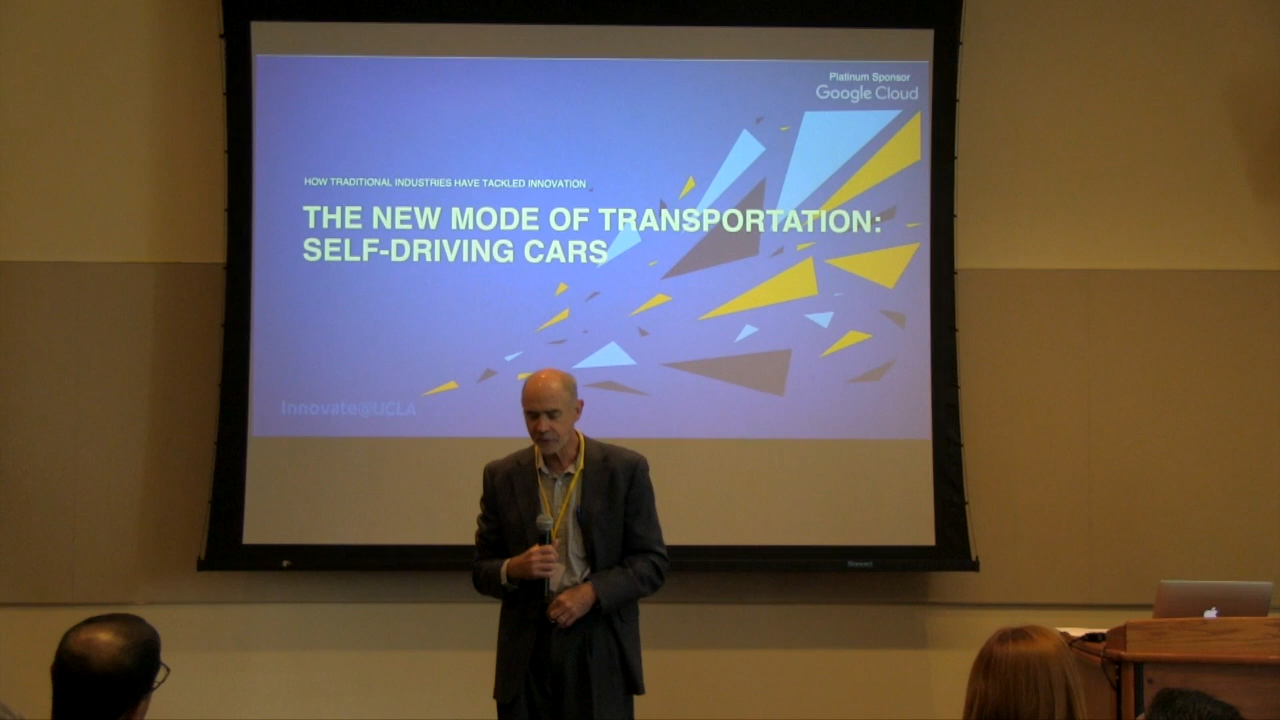 Platinum Sponsor
Google Cloud
HOW TRADITIONAL INDUSTRIES HAVE TACKLED INNOVATION
THE NEW MODE OF TRANSPORTATION:
SELF-DRIVING CARS
Innovate@UCLA
Stewart